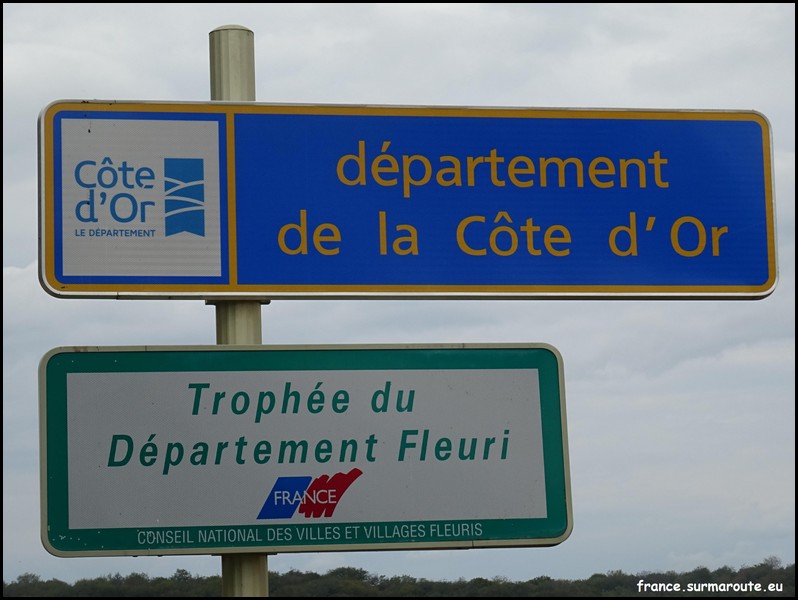 Côte
d'Or
LE DÉPARTEMENT
département
de la Côte d'Or
Trophée du
Département Fleuri
FRANCE
CONSEIL NATIONAL DES VILLES ET VILLAGES FLEURIS
france.surmaroute.eu